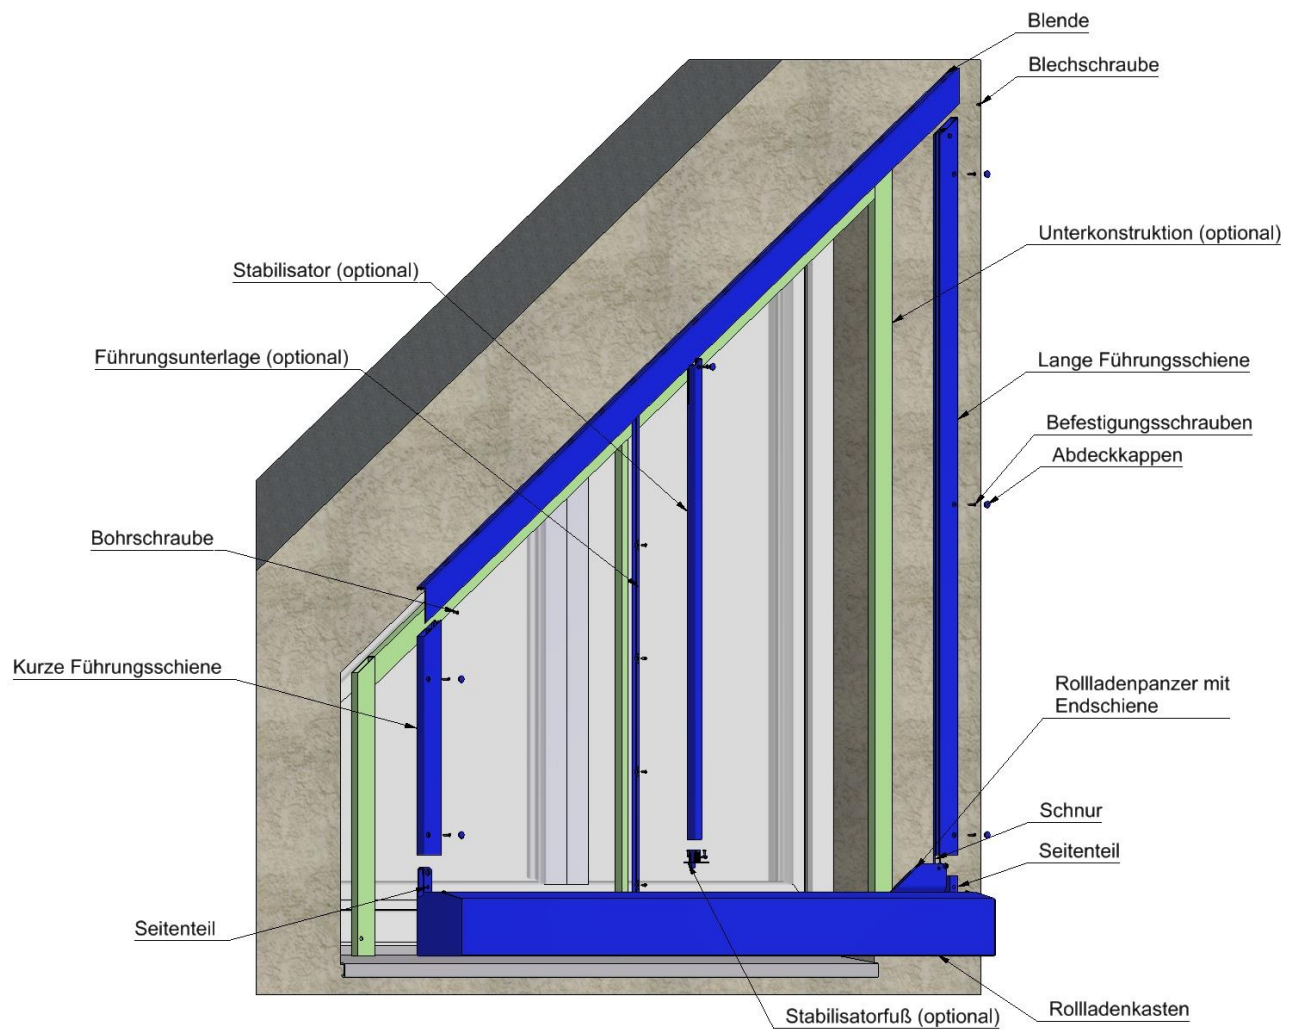 Blende
Blechschraube
Unterkonstruktion (optional)
Stabilisator (optional)
Führungsunterlage (optional)
Lange Führungsschiene
Befestigungsschrauben
Abdeckkappen
Bohrschraube
Kurze Führungsschiene
Rollladenpanzer mit
Endschiene
Schnur
Seitenteil
Seitenteil
Rollladenkasten
Stabilisatorfuß (optional)